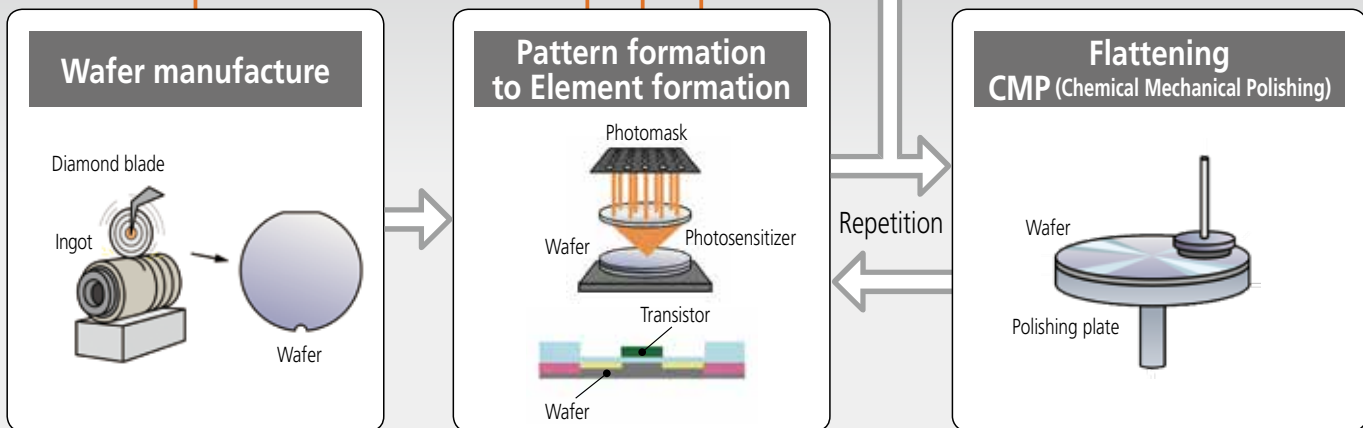 Wafer manufacture
Diamond blade
Ingot
Wafer
Pattern formation
to Element formation
Photomask
Wafer
Photosensitizer
Transistor
Wafer
Repetition
Flattening
CMP (Chemical Mechanical Polishing)
Wafer
Polishing plate